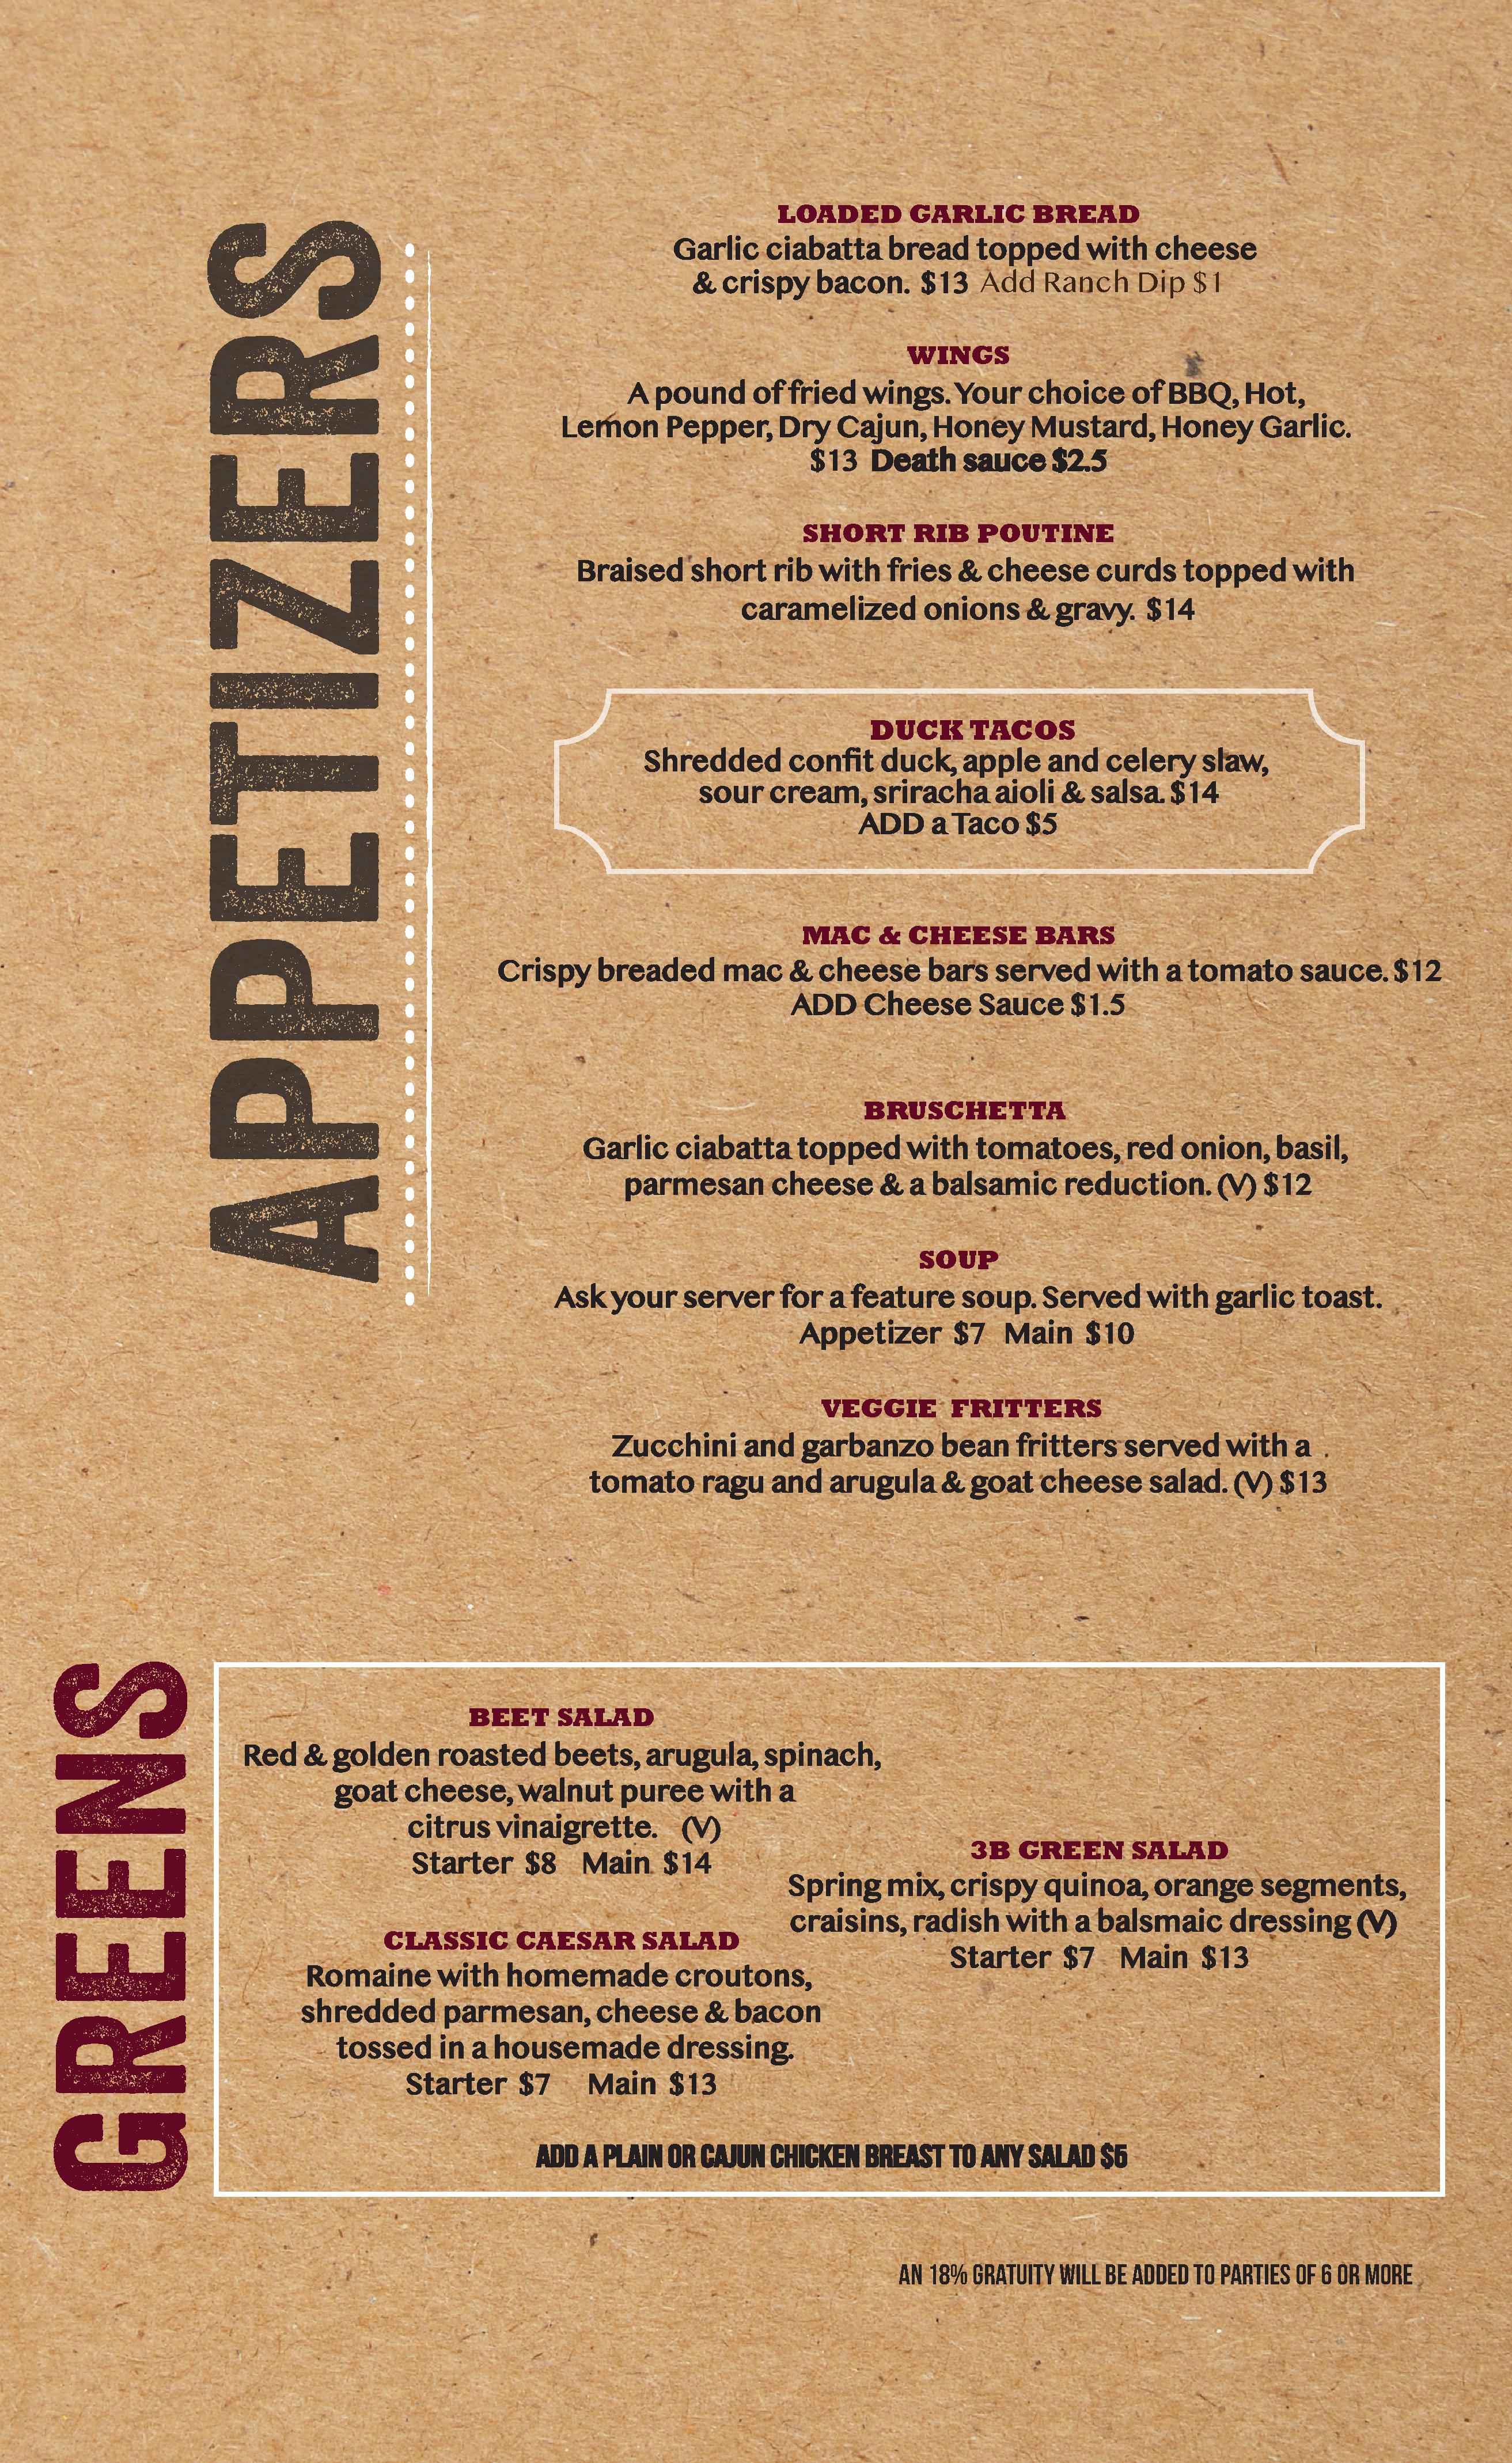 APPETIZERS
LOADED GARLIC BREAD
Garlic ciabatta bread topped with cheese
& crispy bacon. $13 Add Ranch Dip $1
WINGS
A pound of fried wings. Your choice of BBQ, Hot,
Lemon Pepper, Dry Cajun, Honey Mustard, Honey Garlic.
$13 Death sauce $2.5
SHORT RIB POUTINE
Braised short rib with fries & cheese curds topped with
caramelized onions & gravy. $14
DUCK TACOS
Shredded confit duck, apple and celery slaw,
sour cream, sriracha aioli & salsa. $14
ADD a Taco $5
MAC & CHEESE BARS
Crispy breaded mac & cheese bars served with a tomato sauce. $12
ADD Cheese Sauce $1.5
BRUSCHETTA
Garlic ciabatta topped with tomatoes, red onion, basil,
parmesan cheese & a balsamic reduction. (V) $12
SOUP
Ask your server for a feature soup. Served with garlic toast.
Appetizer $7 Main $10
VEGGIE FRITTERS
Zucchini and garbanzo bean fritters served with a .
tomato ragu and arugula & goat cheese salad. (V) $13
GREENS
BEET SALAD
Red & golden roasted beets, arugula, spinach,
goat cheese, walnut puree with a
citrus vinaigrette. (V)
Starter $8 Main $14
CLASSIC CAESAR SALAD
Romaine with homemade croutons,
shredded parmesan, cheese & bacon
tossed in a housemade dressing.
Starter $7 Main $13
3B GREEN SALAD
Spring mix, crispy quinoa, orange segments,
craisins, radish with a balsmaic dressing (V)
Starter $7 Main $13
ADD A PLAIN OR CAJUN CHICKEN BREAST TO ANY SALAD $5
AN 18% GRATUITY WILL BE ADDED TO PARTIES OF 6 OR MORE